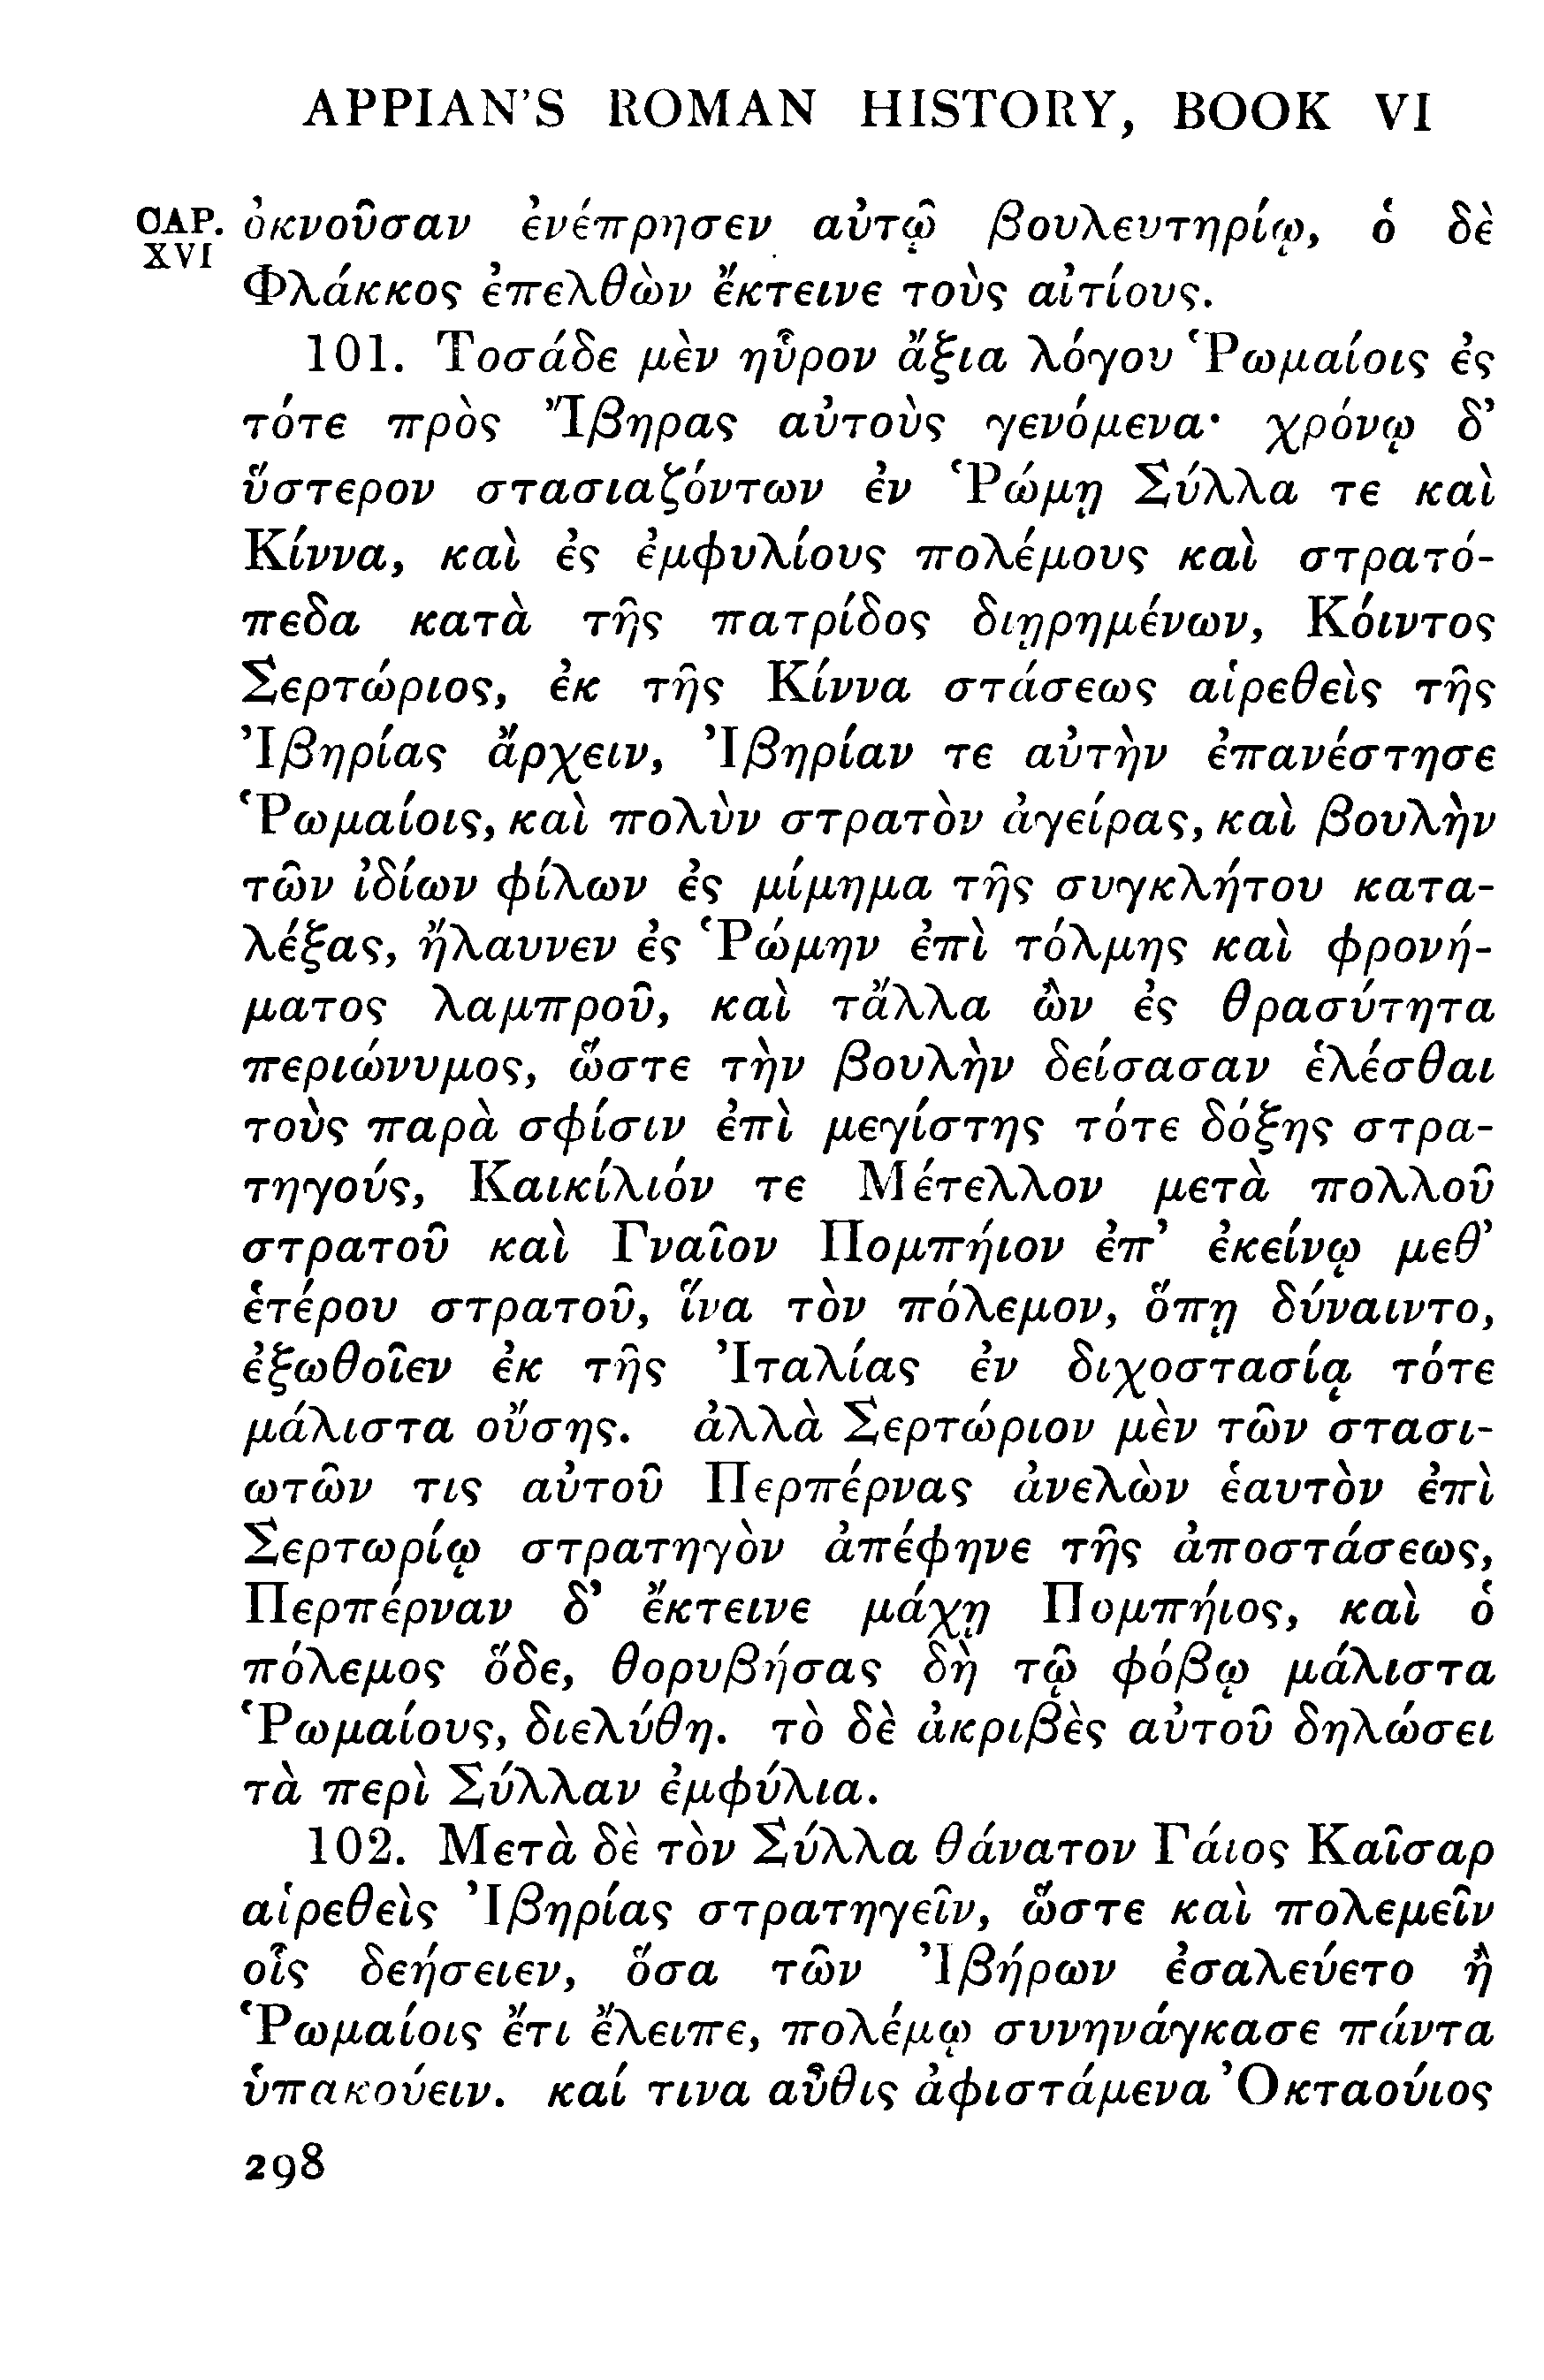 APPIAN'S ROMAN HISTORY, BOOK VI
CAP. XVI
ὀκνοῦσαν ἐνέπρησεν αὐτῷ βουλευτηρίῳ, ὁ δὲ
Φλάκκος ἐπελθὼν ἔκτεινε τοὺς αἰτίους.
101. Τοσάδε μὲν ηὗρον ἄξια λόγου Ῥωμαίοις ἐς
τότε πρὸς Ἴβηρας αὐτοὺς γενόμενα· χρόνῳ δ'
ὕστερον στασιαζόντων ἐν Ῥώμῃ Σύλλα τε καὶ
Κίννα, καὶ ἐς ἐμφυλίους πολέμους καὶ στρατό-
πεδα κατὰ τῆς πατρίδος διῃρημένων, Κόιντος
Σερτώριος, ἐκ τῆς Κίννα στάσεως αἱρεθεὶς τῆς
Ἰβηρίας ἄρχειν, Ἰβηρίαν τε αὐτὴν ἐπανέστησε
Ῥωμαίοις, καὶ πολὺν στρατὸν ἀγείρας, καὶ βουλὴν
τῶν ἰδίων φίλων ἐς μίμημα τῆς συγκλήτου κατα-
λέξας, ἤλαυνεν ἐς Ῥώμην ἐπὶ τόλμης καὶ φρονή-
ματος λαμπροῦ, καὶ τἄλλα ὢν ἐς θρασύτητα
περιώνυμος, ὥστε τὴν βουλὴν δείσασαν ἑλέσθαι
τοὺς παρὰ σφίσιν ἐπὶ μεγίστης τότε δόξης στρα-
τηγούς, Καικίλιόν τε Μέτελλον μετὰ πολλοῦ
στρατοῦ καὶ Γναῖον Πομπήιον ἐπ' ἐκείνῳ μεθ'
ἑτέρου στρατοῦ, ἵνα τὸν πόλεμον, ὅπῃ δύναιντο,
ἐξωθοῖεν ἐκ τῆς Ἰταλίας ἐν διχοστασίᾳ τότε
μάλιστα οὔσης. ἀλλὰ Σερτώριον μὲν τῶν στασι-
ωτῶν τις αὐτοῦ Περπέρνας ἀνελὼν ἑαυτὸν ἐπὶ
Σερτωρίῳ στρατηγὸν ἀπέφηνε τῆς ἀποστάσεως,
Περπέρναν δ' ἔκτεινε μάχῃ Πομπήιος, καὶ ὁ
πόλεμος ὅδε, θορυβήσας δὴ τῷ φόβῳ μάλιστα
Ῥωμαίους, διελύθη. τὸ δὲ ἀκριβὲς αὐτοῦ δηλώσει
τὰ περὶ Σύλλαν ἐμφύλια.
102. Μετὰ δὲ τὸν Σύλλα θάνατον Γάιος Καῖσαρ
αἱρεθεὶς Ἰβηρίας στρατηγεῖν, ὥστε καὶ πολεμεῖν
οἷς δεήσειεν, ὅσα τῶν Ἰβήρων ἐσαλεύετο ἢ
Ῥωμαίοις ἔτι ἔλειπε, πολέμῳ συνηνάγκασε πάντα
ὑπακούειν. καί τινα αὖθις ἀφιστάμενα Ὀκταούιος
298